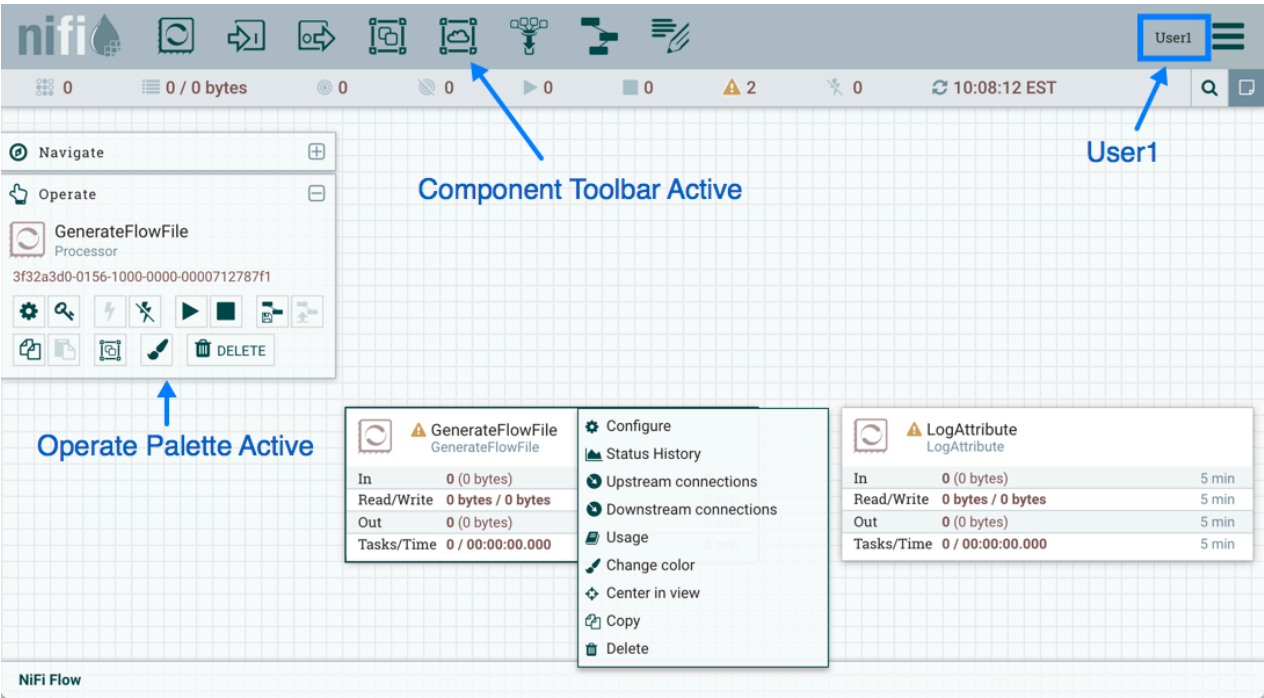 nifi
User1
0
0 / 0 bytes
0
0
0
0
2
0
10:08:12 EST
Navigate
User1
Component Toolbar Active
Operate
GenerateFlowFile
Processor
3f32a3d0-0156-1000-0000-0000712787f1
DELETE
Operate Palette Active
GenerateFlowFile
GenerateFlowFile
In 0 (0 bytes)
Read/Write 0 bytes / 0 bytes
Out 0 (0 bytes)
Tasks/Time 0 / 00:00:00.000
Configure
Status History
Upstream connections
Downstream connections
Usage
Change color
Center in view
Copy
Delete
LogAttribute
LogAttribute
In 0 (0 bytes) 5 min
Read/Write 0 bytes / 0 bytes 5 min
Out 0 (0 bytes) 5 min
Tasks/Time 0 / 00:00:00.000 5 min
NiFi Flow